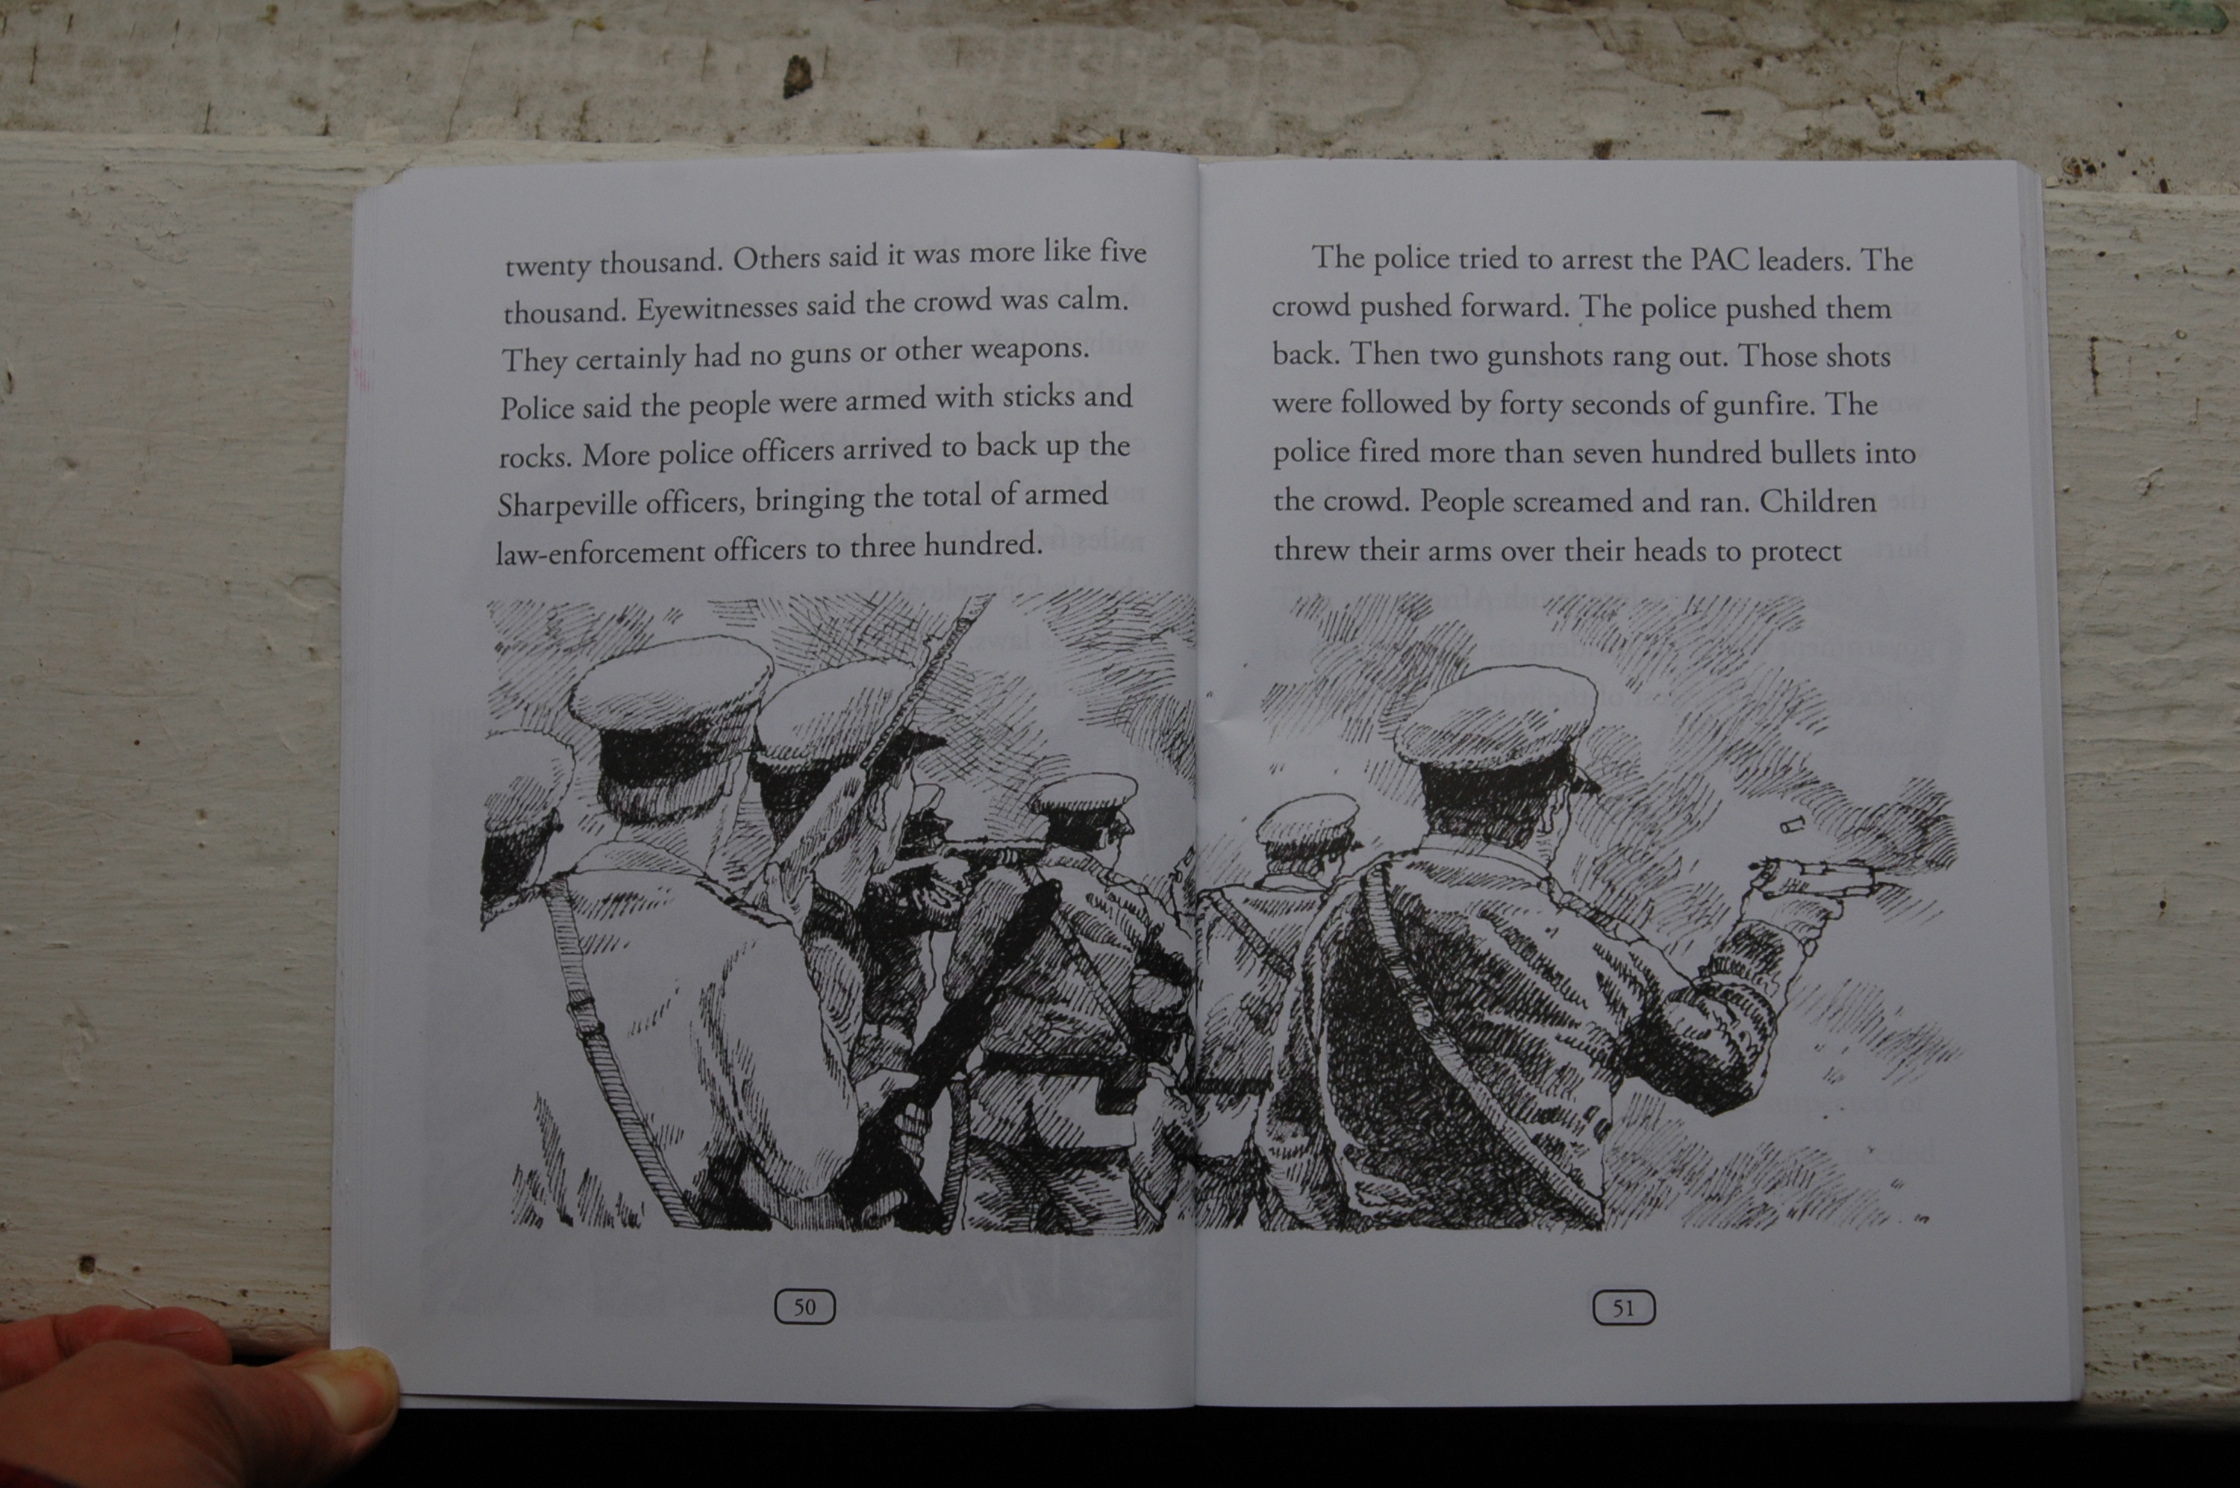 twenty thousand. Others said it was more like five
thousand. Eyewitnesses said the crowd was calm.
They certainly had no guns or other weapons.
Police said the people were armed with sticks and
rocks. More police officers arrived to back up the
Sharpeville officers, bringing the total of armed
law-enforcement officers to three hundred.
50
The police tried to arrest the PAC leaders. The
crowd pushed forward. The police pushed them
back. Then two gunshots rang out. Those shots
were followed by forty seconds of gunfire. The
police fired more than seven hundred bullets into
the crowd. People screamed and ran. Children
threw their arms over their heads to protect
51